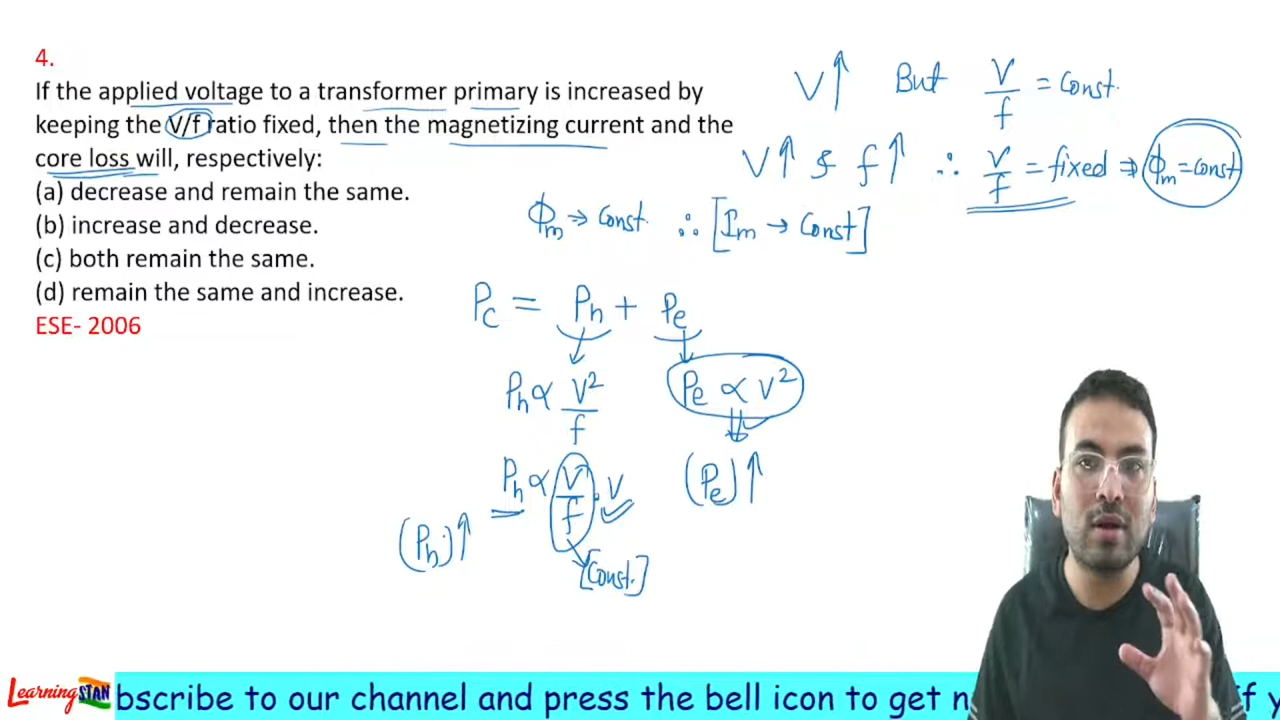 4.
If the applied voltage to a transformer primary is increased by
keeping the V/f ratio fixed, then the magnetizing current and the
core loss will, respectively:
(a) decrease and remain the same.
(b) increase and decrease.
(c) both remain the same.
(d) remain the same and increase.
ESE- 2006
V↑ But V/f = Const.
V↑ & f↑ ∴ V/f = fixed ⇒ ϕm = const
ϕm ⇒ Const. ∴ [Im → Const]
Pc = Ph + Pe
Ph ∝ V²/f
Pe ∝ V²
Ph ∝ V/f . V
(Pe)↑
(Ph)↑
[Const.]
LearningSTAN
bscribe to our channel and press the bell icon to get n